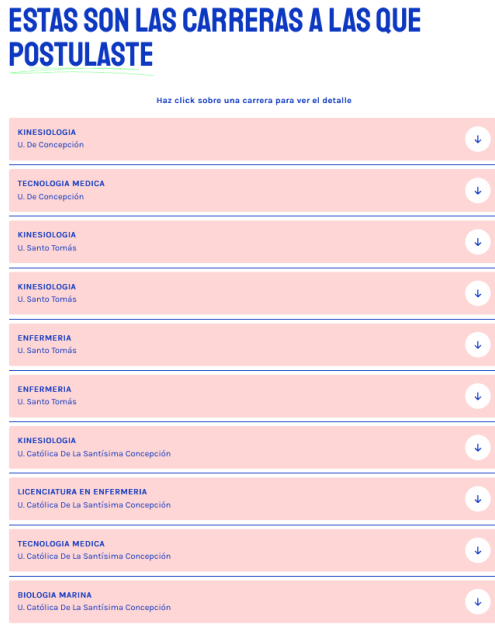 ESTAS SON LAS CARRERAS A LAS QUE
POSTULASTE
Haz click sobre una carrera para ver el detalle
KINESIOLOGIA
U. De Concepción
TECNOLOGIA MEDICA
U. De Concepción
KINESIOLOGIA
U. Santo Tomás
KINESIOLOGIA
U. Santo Tomás
ENFERMERIA
U. Santo Tomás
ENFERMERIA
U. Santo Tomás
KINESIOLOGIA
U. Católica De La Santísima Concepción
LICENCIATURA EN ENFERMERIA
U. Católica De La Santísima Concepción
TECNOLOGIA MEDICA
U. Católica De La Santísima Concepción
BIOLOGIA MARINA
U. Católica De La Santísima Concepción